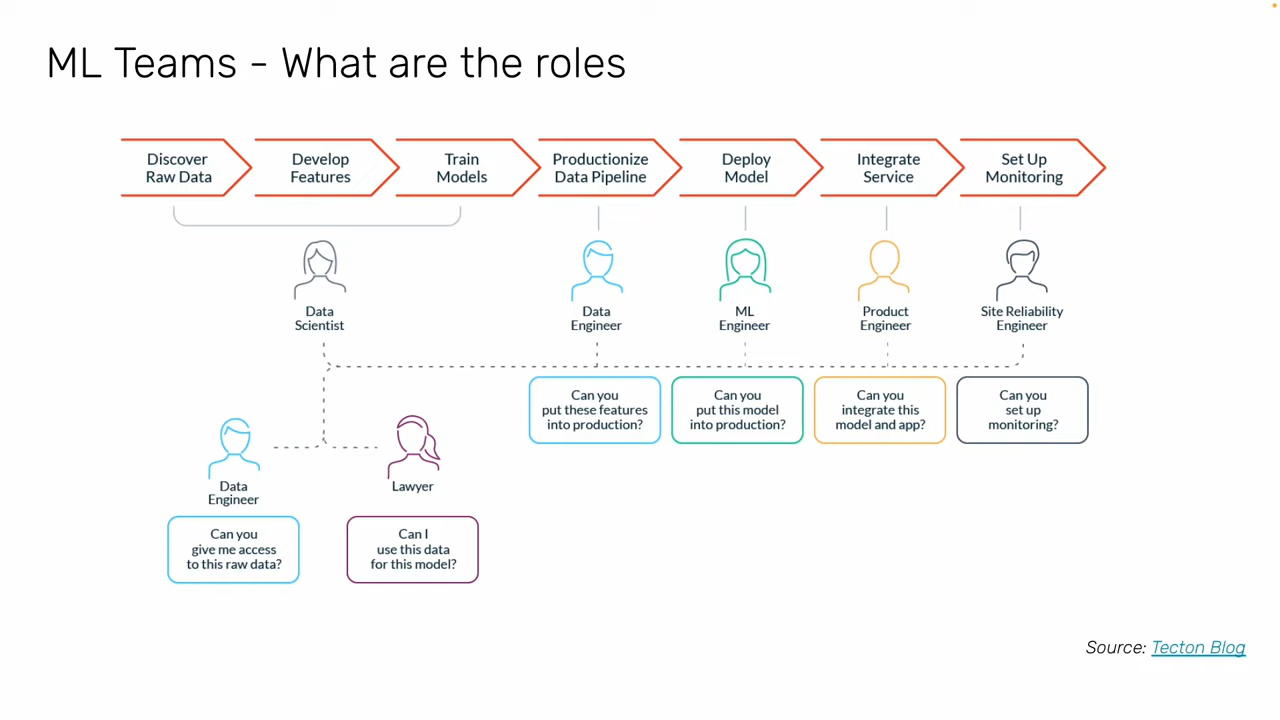 ML Teams - What are the roles
Discover
Raw Data
Develop
Features
Train
Models
Productionize
Data Pipeline
Deploy
Model
Integrate
Service
Set Up
Monitoring
Data
Scientist
Data
Engineer
ML
Engineer
Product
Engineer
Site Reliability
Engineer
Can you
put these features
into production?
Can you
put this model
into production?
Can you
integrate this
model and app?
Can you
set up
monitoring?
Data
Engineer
Lawyer
Can you
give me access
to this raw data?
Can I
use this data
for this model?
Source: Tecton Blog